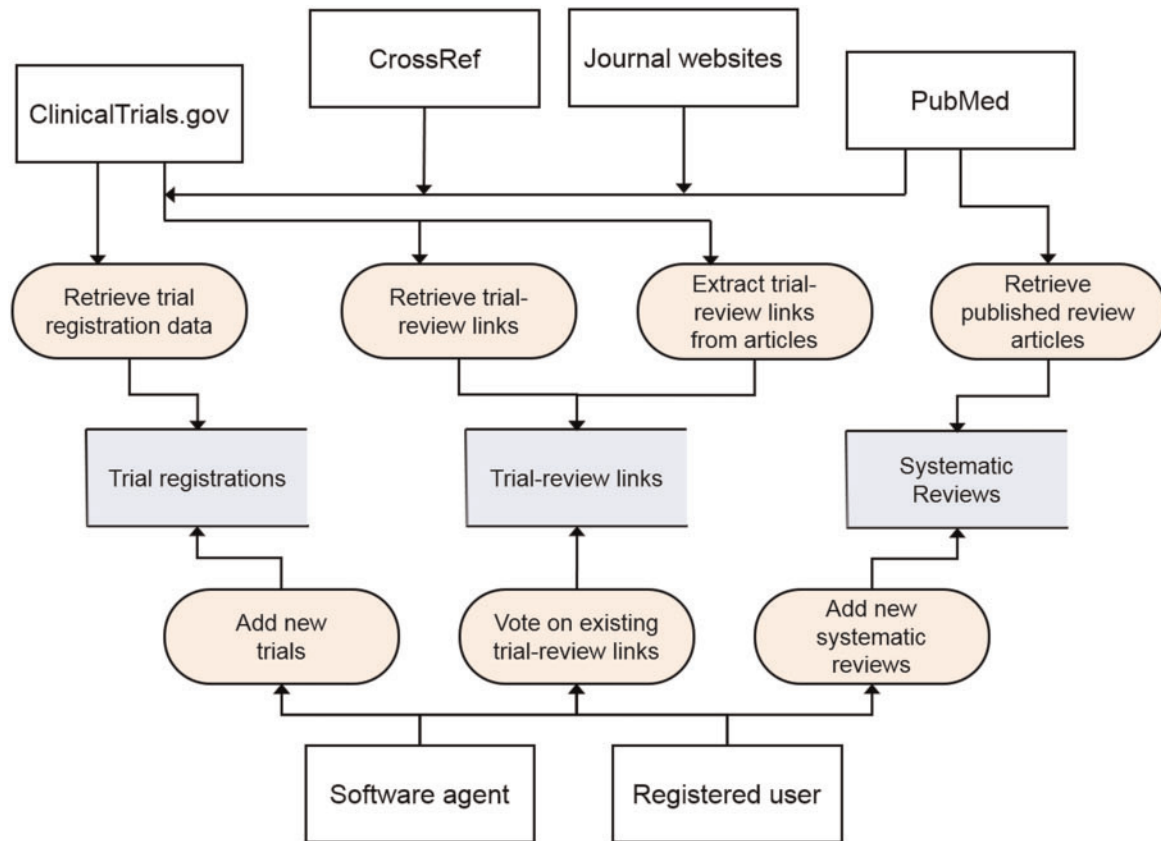 CrossRef
Journal websites
ClinicalTrials.gov
PubMed
Retrieve trial
registration data
Retrieve trial-
review links
Extract trial-
review links
from articles
Retrieve
published review
articles
Trial registrations
Trial-review links
Systematic
Reviews
Add new
trials
Vote on existing
trial-review links
Add new
systematic
reviews
Software agent
Registered user